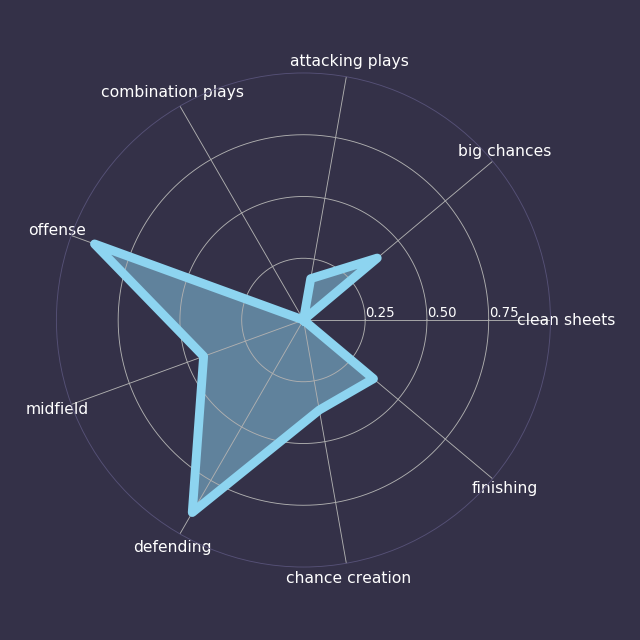 attacking plays
combination plays
big chances
offense
0.25 0.50 0.75
clean sheets
midfield
finishing
defending
chance creation